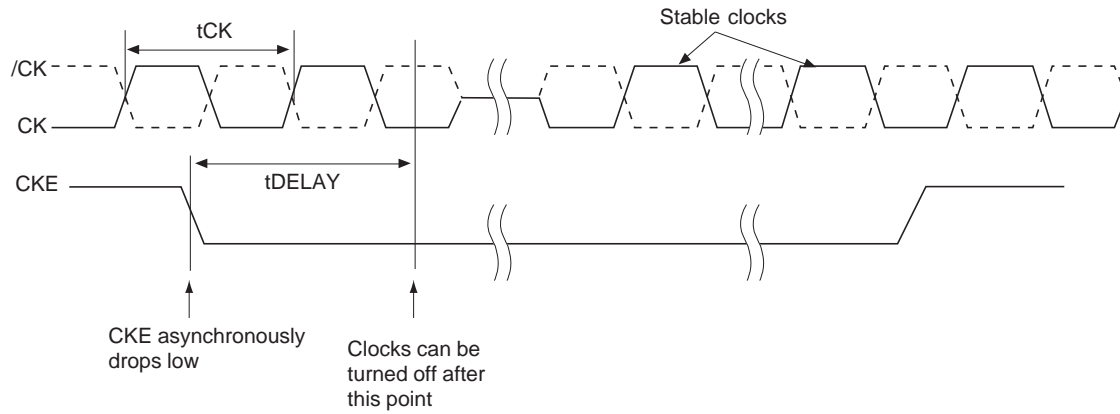 Stable clocks
tCK
/CK
CK
tDELAY
CKE
CKE asynchronously
drops low
Clocks can be
turned off after
this point